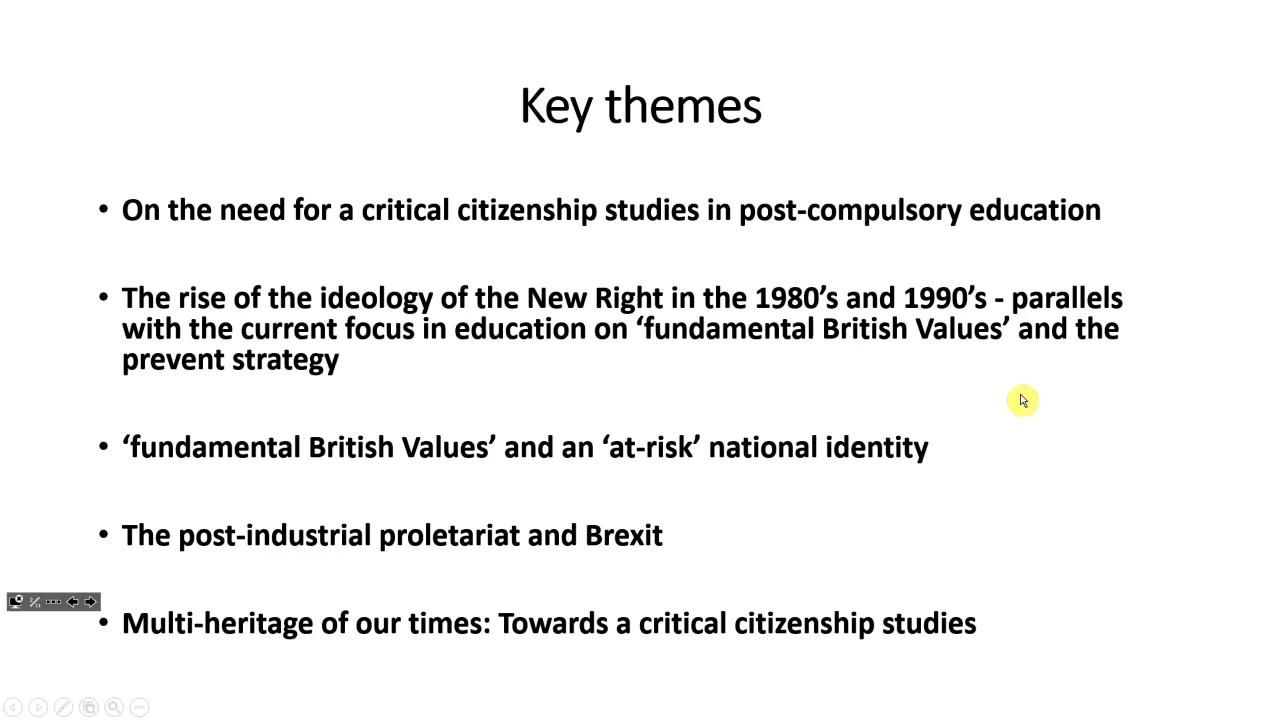 Key themes
• On the need for a critical citizenship studies in post-compulsory education
• The rise of the ideology of the New Right in the 1980’s and 1990’s - parallels
with the current focus in education on ‘fundamental British Values’ and the
prevent strategy
• ‘fundamental British Values’ and an ‘at-risk’ national identity
• The post-industrial proletariat and Brexit
• Multi-heritage of our times: Towards a critical citizenship studies